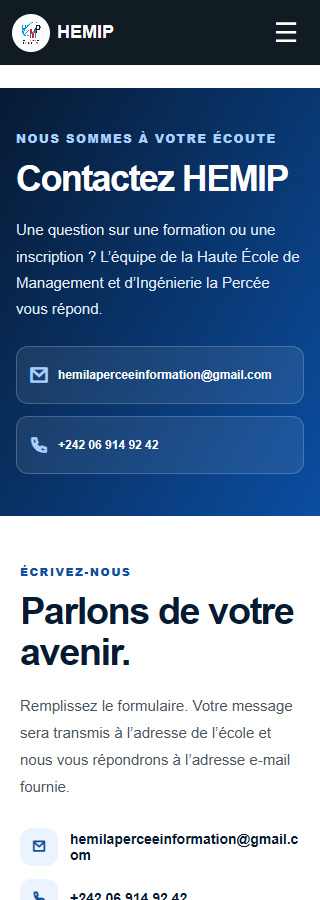 HEMIP
NOUS SOMMES À VOTRE ÉCOUTE
Contactez HEMIP
Une question sur une formation ou une
inscription ? L’équipe de la Haute École de
Management et d’Ingénierie la Percée
vous répond.
hemilaperceeinformation@gmail.com
+242 06 914 92 42
ÉCRIVEZ-NOUS
Parlons de votre
avenir.
Remplissez le formulaire. Votre message
sera transmis à l’adresse de l’école et
nous vous répondrons à l’adresse e-mail
fournie.
hemilaperceeinformation@gmail.c
om
+242 06 914 92 42